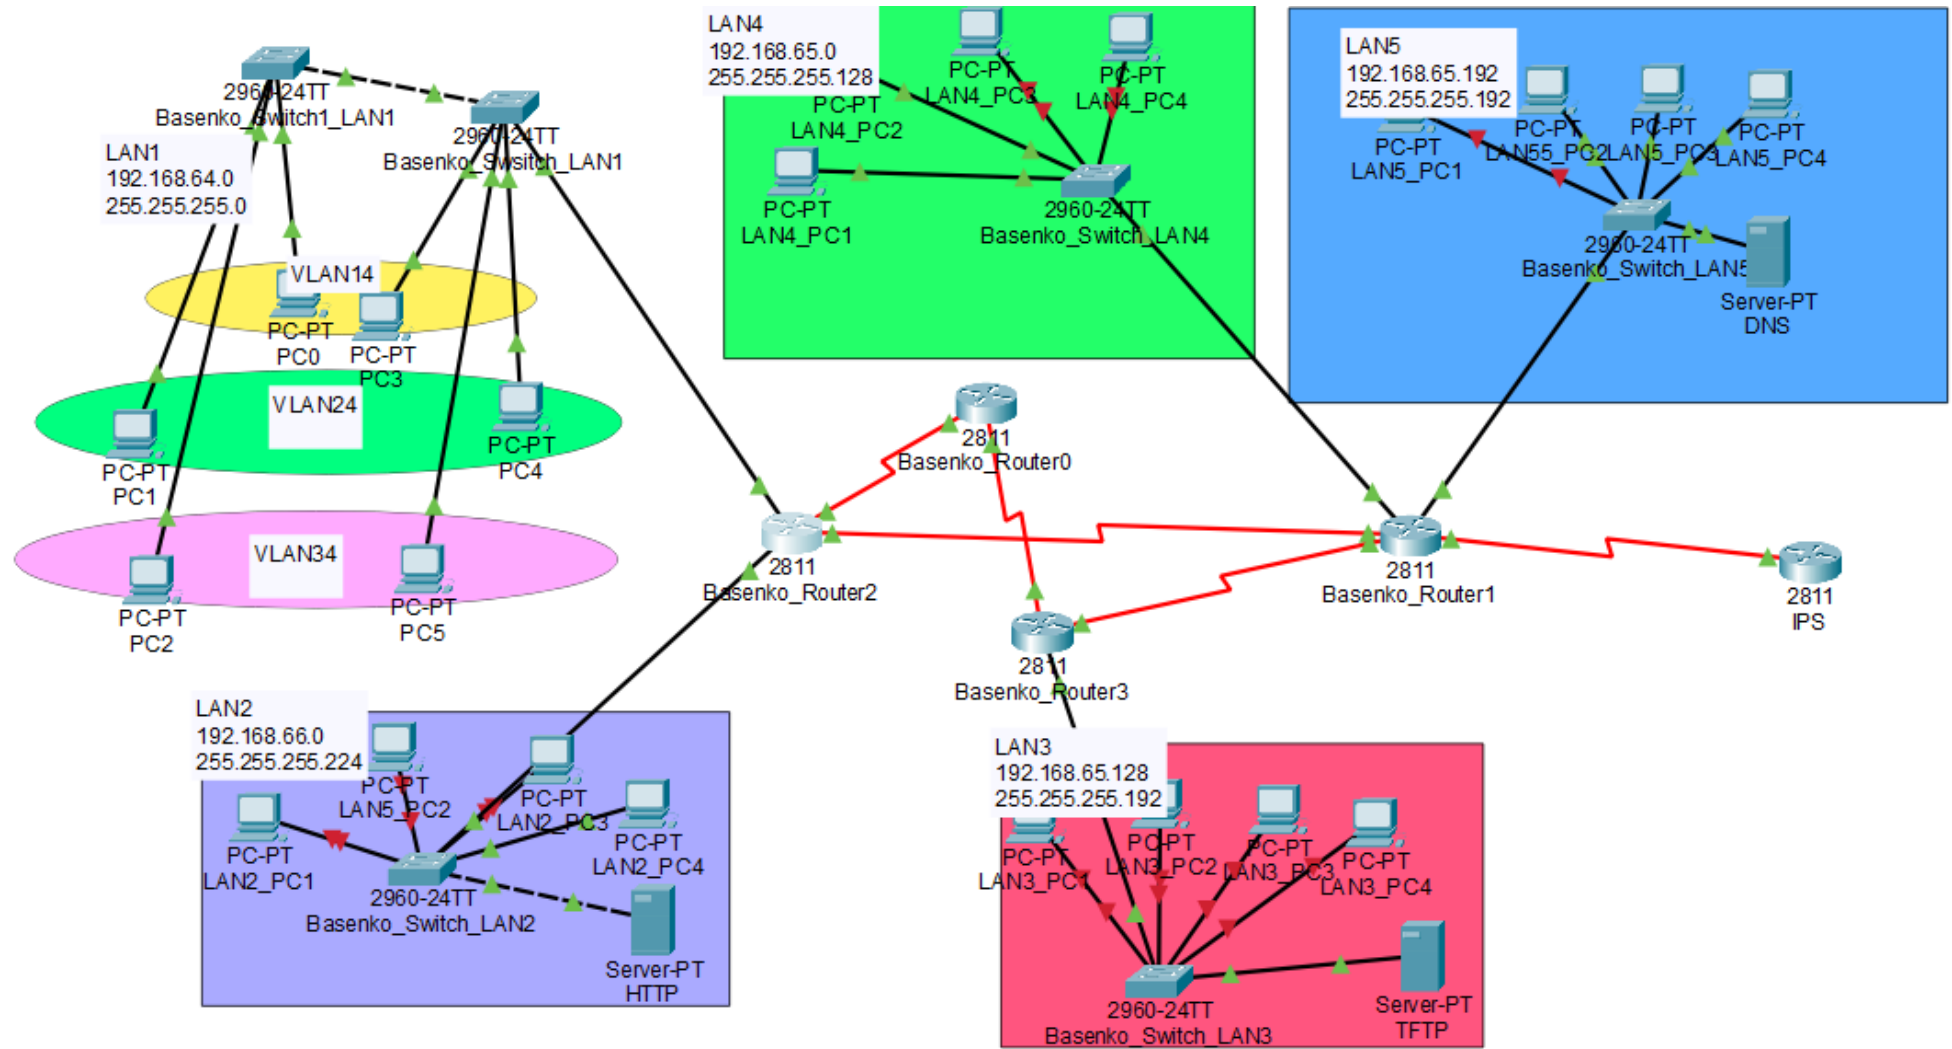 2960-24TT
Basenko_Switch1_LAN1
2960-24TT
Basenko_Swsitch_LAN1
LAN1
192.168.64.0
255.255.255.0
VLAN14
PC-PT
PC0
PC-PT
PC3
VLAN24
PC-PT
PC1
PC-PT
PC4
VLAN34
PC-PT
PC2
PC-PT
PC5
LAN4
192.168.65.0
255.255.255.128
PC-PT
LAN4_PC2
PC-PT
LAN4_PC3
PC-PT
LAN4_PC4
PC-PT
LAN4_PC1
2960-24TT
Basenko_Switch_LAN4
LAN5
192.168.65.192
255.255.255.192
PC-PT
LAN5_PC1
PC-PT
LAN55_PC2
PC-PT
LAN5_PC3
PC-PT
LAN5_PC4
2960-24TT
Basenko_Switch_LAN5
Server-PT
DNS
2811
Basenko_Router0
2811
Basenko_Router2
2811
Basenko_Router1
2811
IPS
2811
Basenko_Router3
LAN2
192.168.66.0
255.255.255.224
PC-PT
LAN5_PC2
PC-PT
LAN2_PC3
PC-PT
LAN2_PC1
PC-PT
LAN2_PC4
2960-24TT
Basenko_Switch_LAN2
Server-PT
HTTP
LAN3
192.168.65.128
255.255.255.192
PC-PT
LAN3_PC1
PC-PT
LAN3_PC2
PC-PT
LAN3_PC3
PC-PT
LAN3_PC4
2960-24TT
Basenko_Switch_LAN3
Server-PT
TFTP